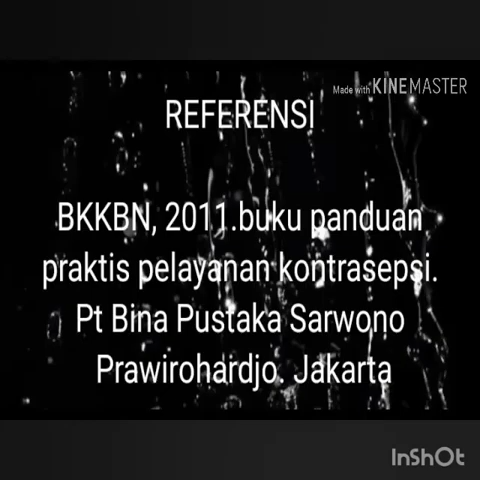 Made with KINEMASTER
REFERENSI
BKKBN, 2011.buku panduan
praktis pelayanan kontrasepsi.
Pt Bina Pustaka Sarwono
Prawirohardjo. Jakarta
InShOt